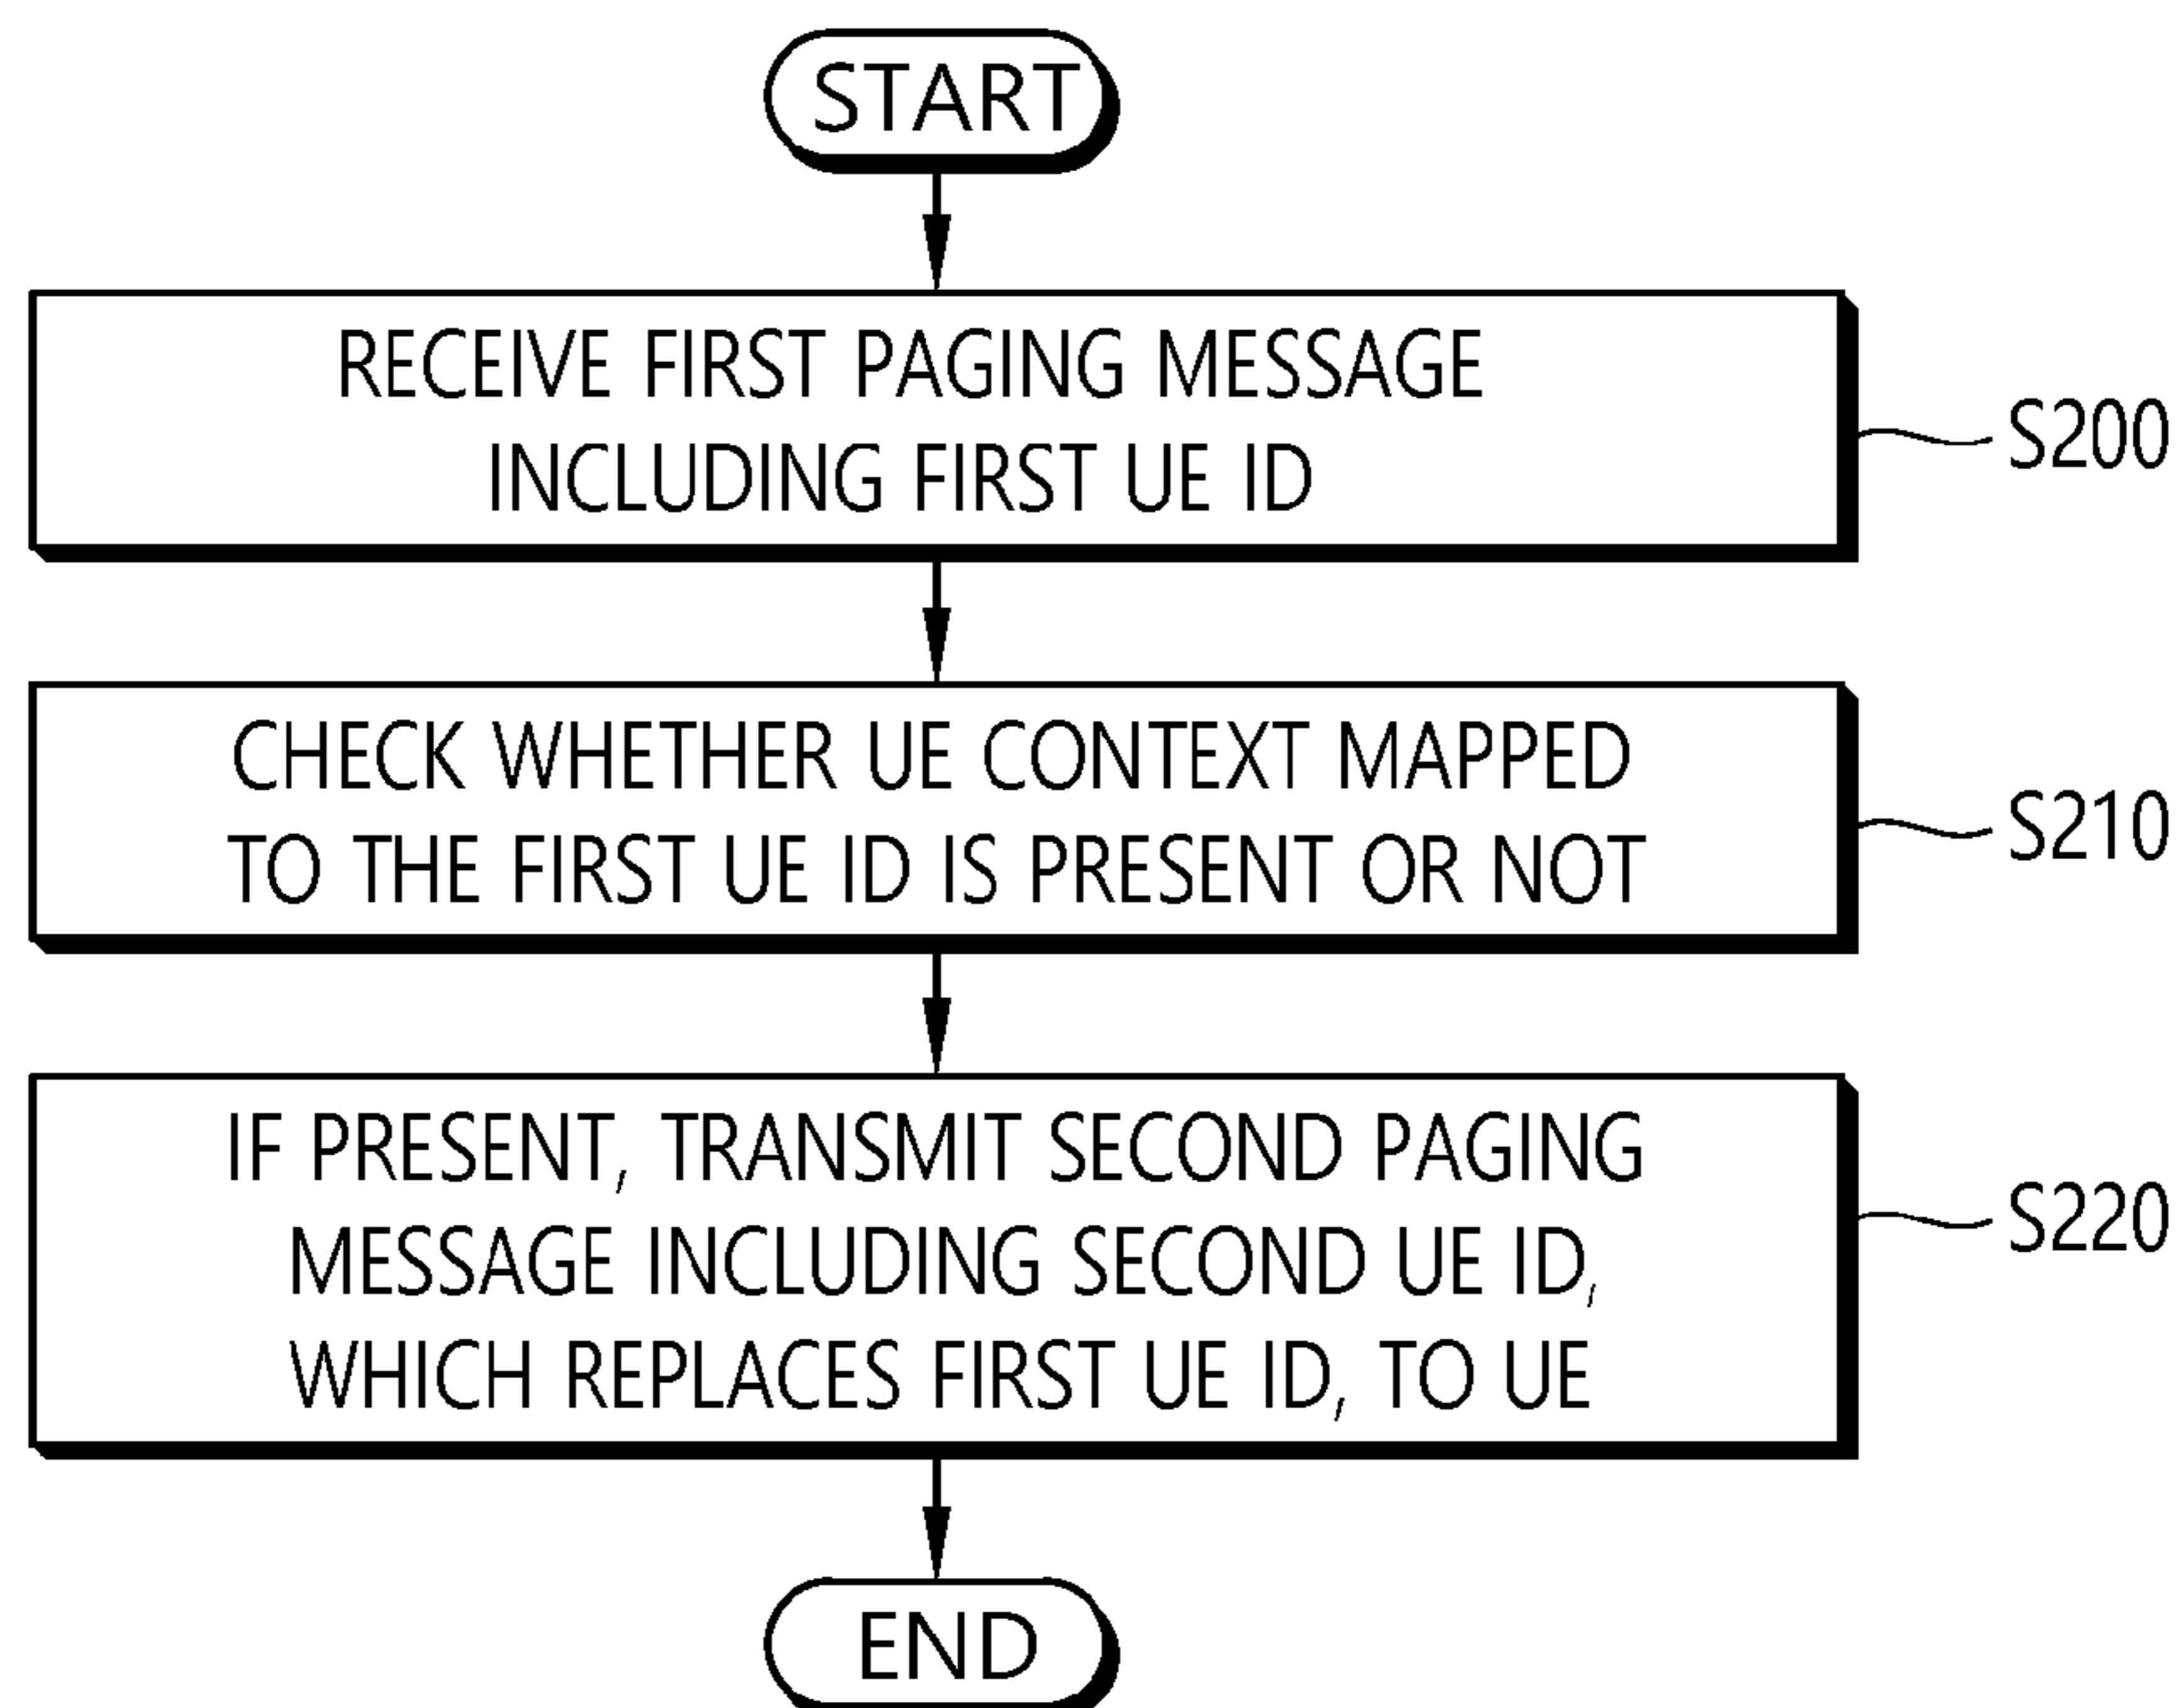 START
RECEIVE FIRST PAGING MESSAGE
INCLUDING FIRST UE ID
S200
CHECK WHETHER UE CONTEXT MAPPED
TO THE FIRST UE ID IS PRESENT OR NOT
S210
IF PRESENT, TRANSMIT SECOND PAGING
MESSAGE INCLUDING SECOND UE ID,
WHICH REPLACES FIRST UE ID, TO UE
S220
END